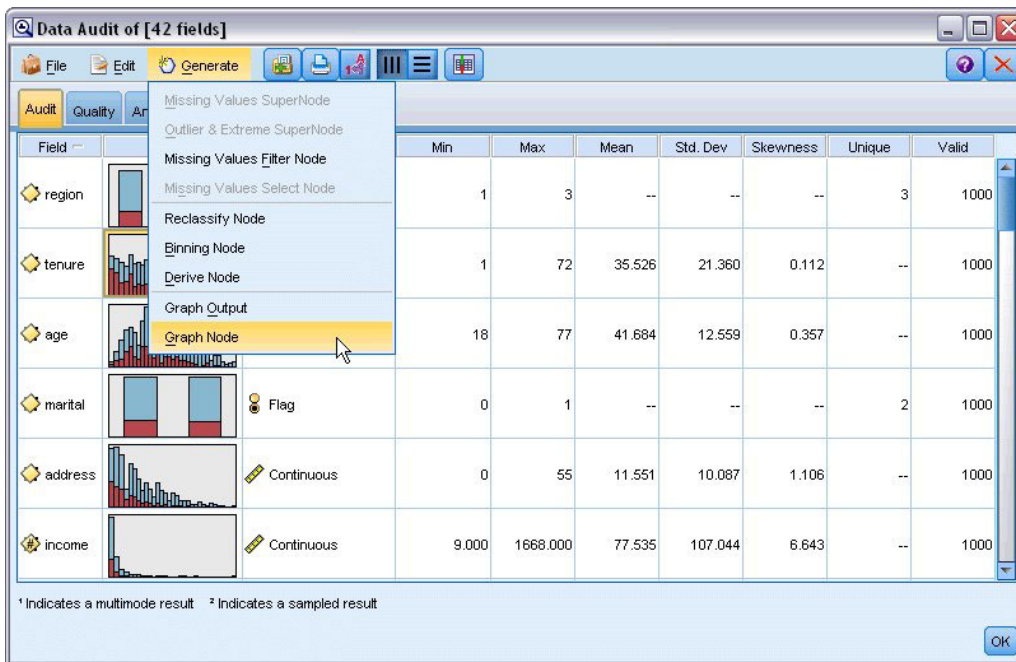 Data Audit of [42 fields]
File Edit Generate
Audit Quality An
Missing Values SuperNode
Outlier & Extreme SuperNode
Missing Values Filter Node
Missing Values Select Node
Reclassify Node
Binning Node
Derive Node
Graph Output
Graph Node
Field Min Max Mean Std. Dev Skewness Unique Valid
region 1 3 -- -- -- 3 1000
tenure 1 72 35.526 21.360 0.112 -- 1000
age 18 77 41.684 12.559 0.357 -- 1000
marital Flag 0 1 -- -- -- 2 1000
address Continuous 0 55 11.551 10.087 1.106 -- 1000
income Continuous 9.000 1668.000 77.535 107.044 6.643 -- 1000
¹ Indicates a multimode result ² Indicates a sampled result
OK